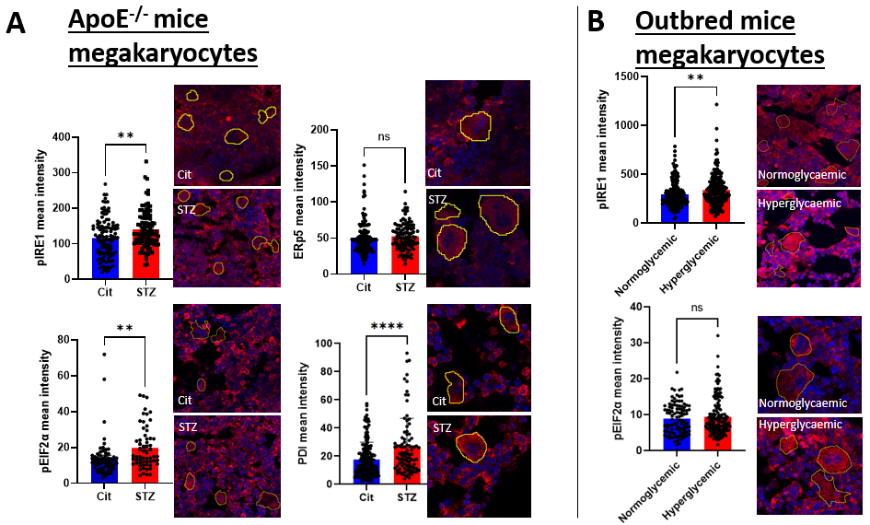 A
ApoE-/- mice
megakaryocytes
400
300
200
100
0
pIRE1 mean intensity
**
Cit
STZ
Cit
STZ
200
150
100
50
0
ERp5 mean intensity
ns
Cit
STZ
Cit
STZ
80
60
40
20
0
pEIF2α mean intensity
**
Cit
STZ
Cit
STZ
100
80
60
40
20
0
PDI mean intensity
****
Cit
STZ
Cit
STZ
B
Outbred mice
megakaryocytes
1500
1000
500
0
pIRE1 mean intensity
**
Normoglycemic
Hyperglycemic
Normoglycaemic
Hyperglycaemic
40
30
20
10
0
pEIF2α mean intensity
ns
Normoglycemic
Hyperglycemic
Normoglycaemic
Hyperglycaemic